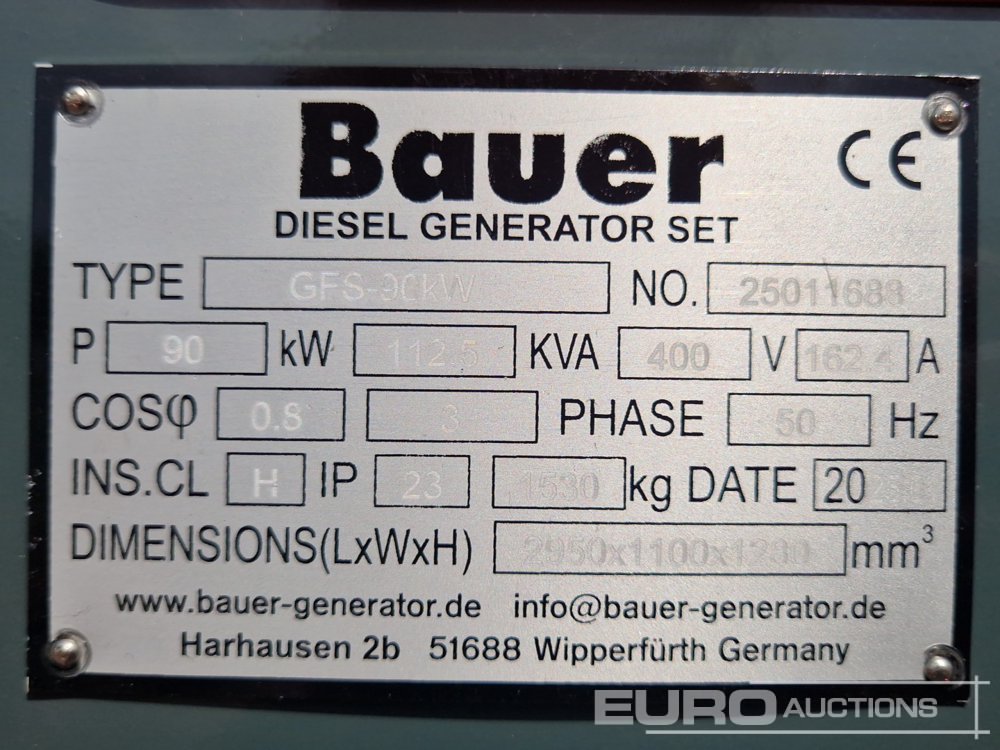 Bauer CE
DIESEL GENERATOR SET
TYPE GFS-90kW NO. 25011688
P 90 kW 112.5 KVA 400 V 162.4 A
COSφ 0.8 3 PHASE 50 Hz
INS.CL H IP 23 1530 kg DATE 20
DIMENSIONS(LxWxH) 2950x1100x1280 mm³
www.bauer-generator.de info@bauer-generator.de
Harhausen 2b 51688 Wipperfürth Germany
EURO AUCTIONS